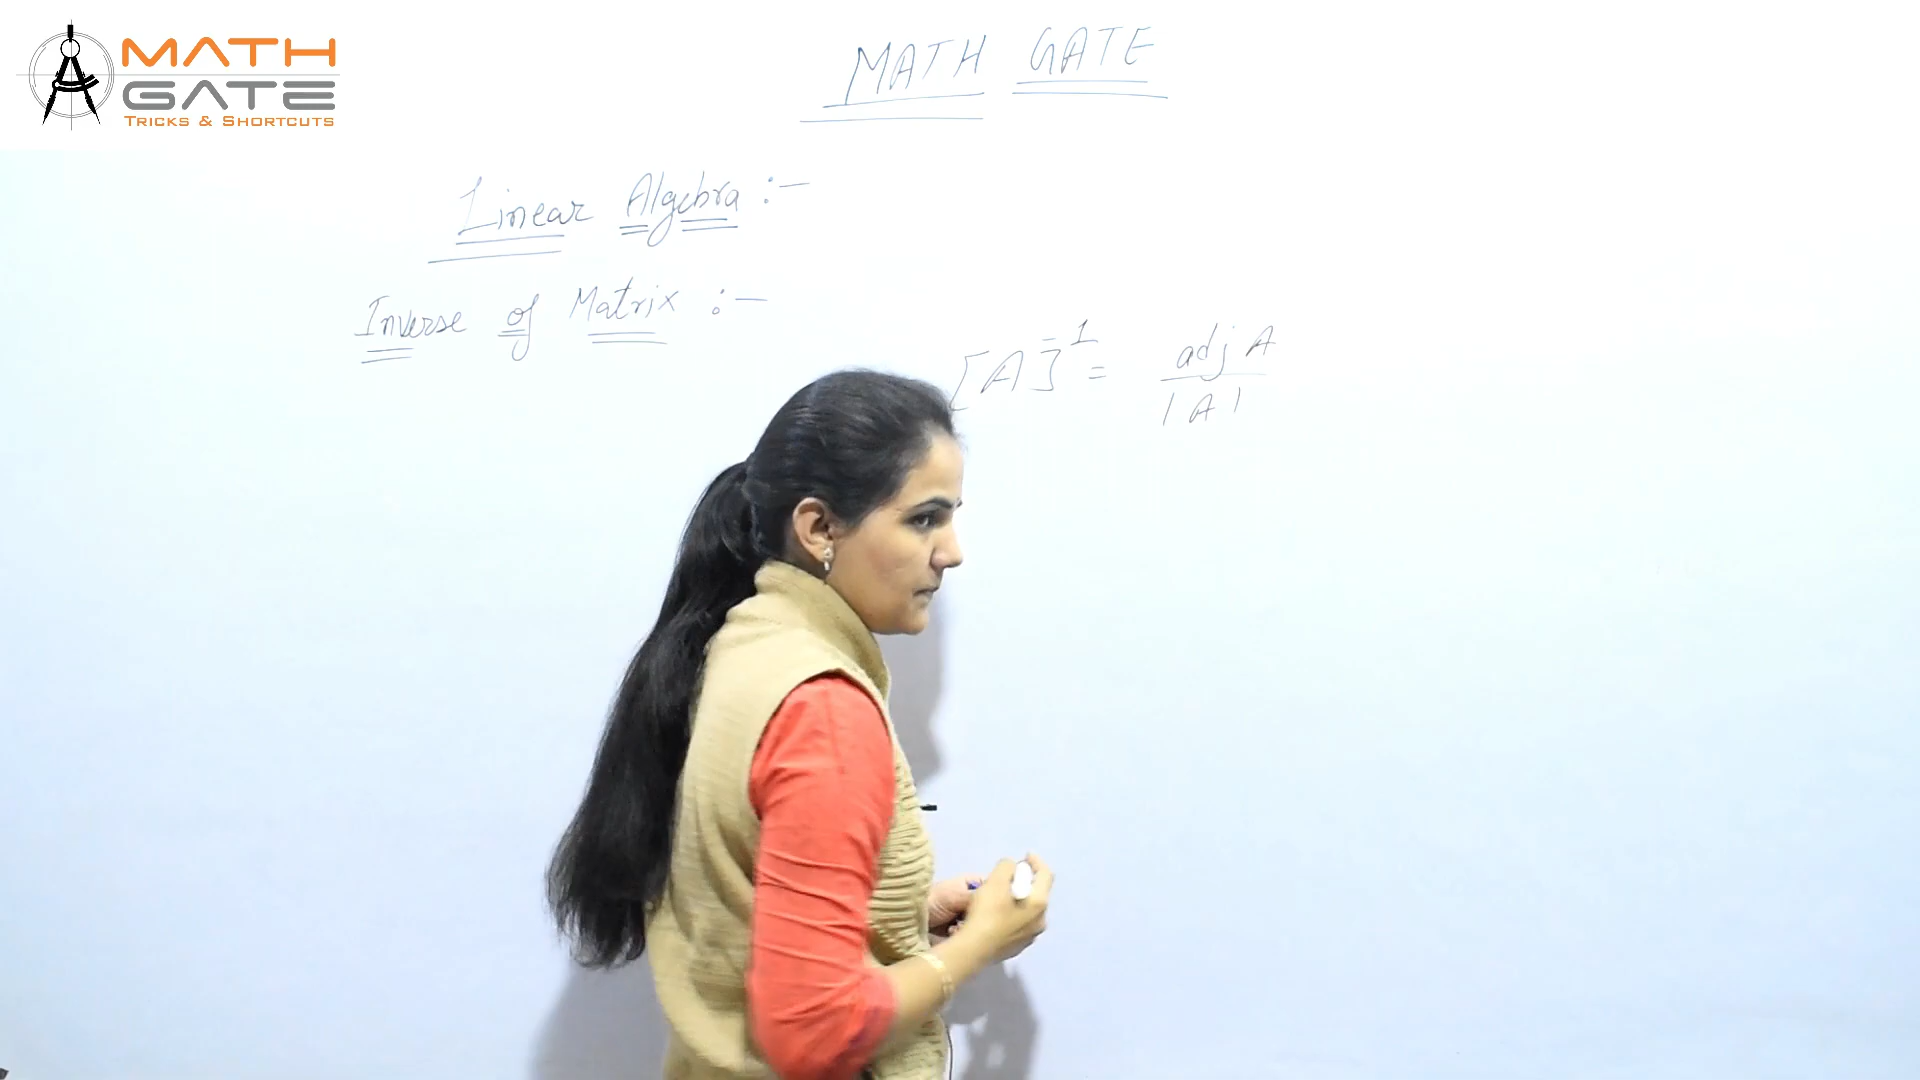 MATH
GATE
TRICKS & SHORTCUTS
MATH GATE
Linear Algebra :-
Inverse of Matrix :-
[A]⁻¹ = adj A / |A|